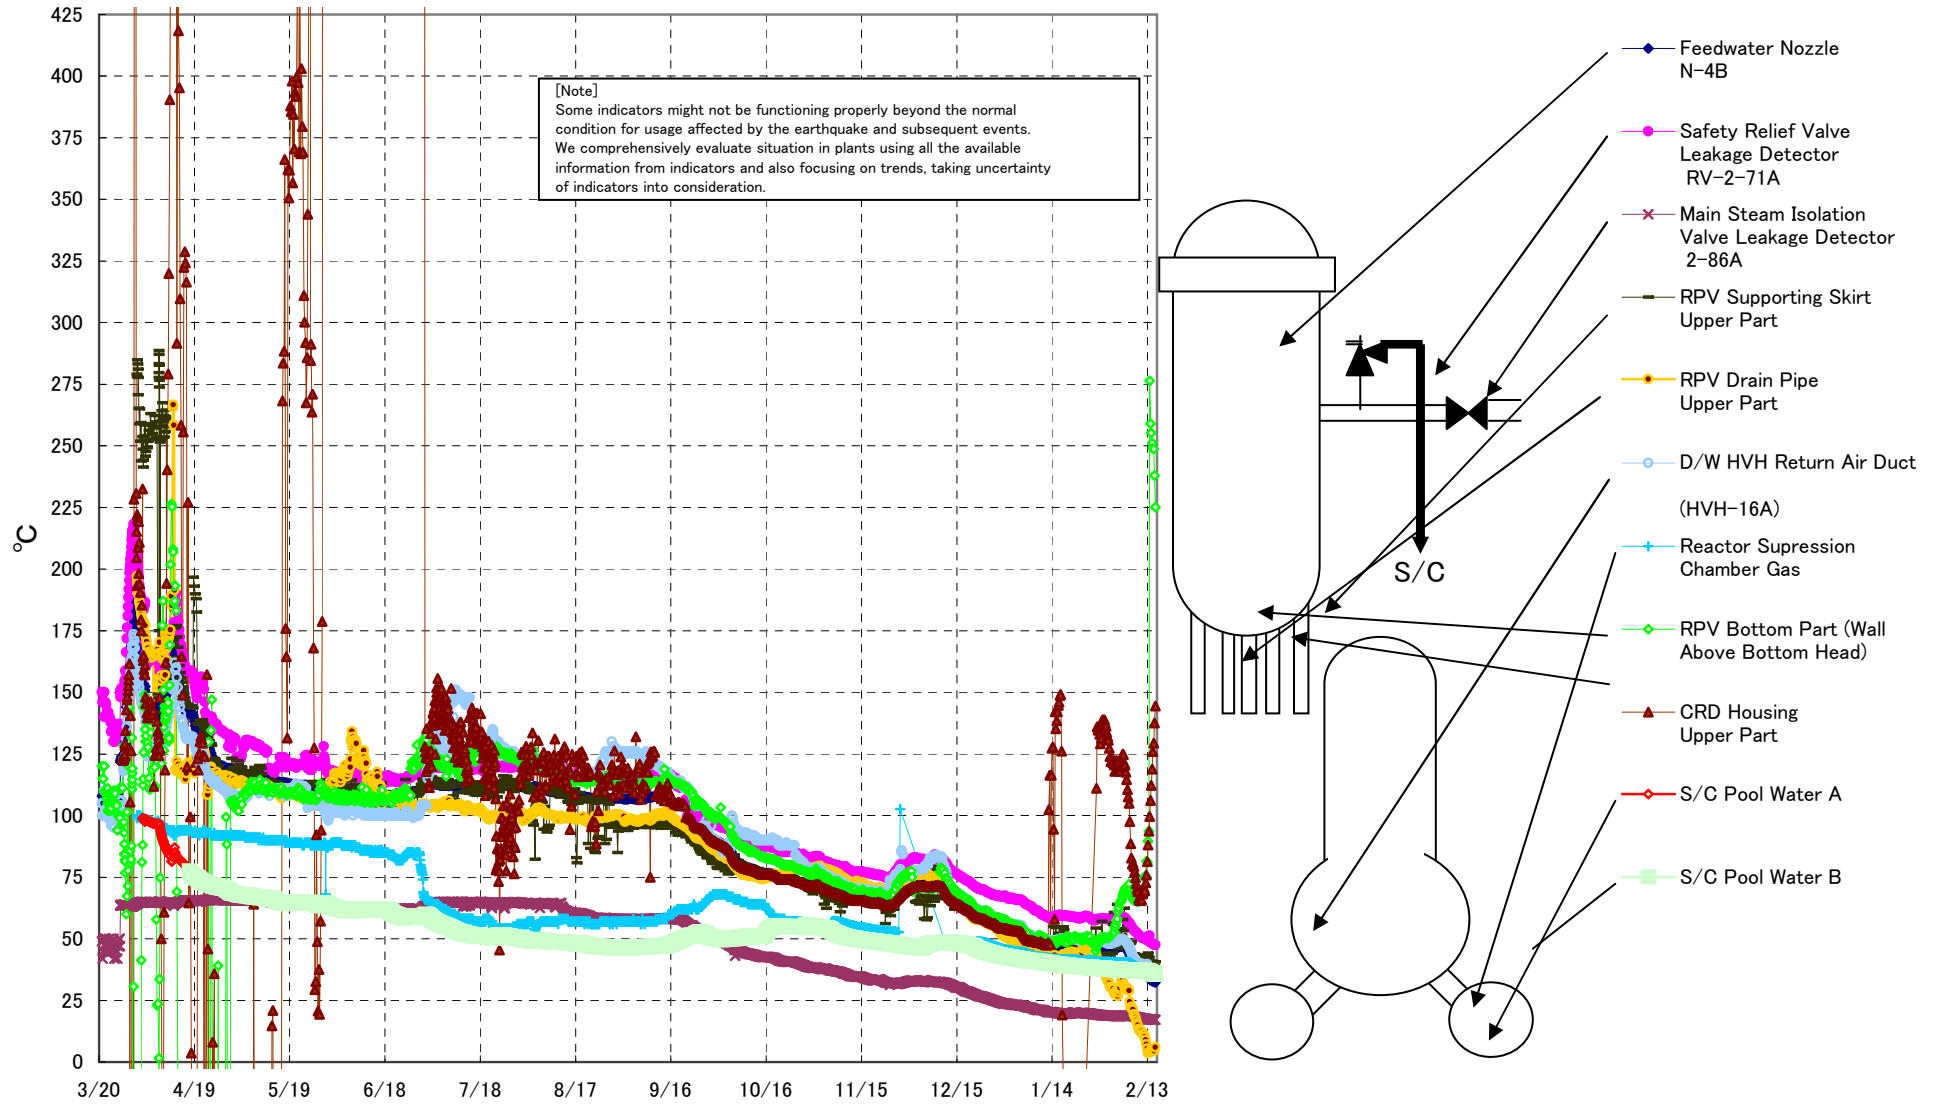 425
400
375
350
325
300
275
250
225
200
175
150
125
100
75
50
25
0
℃
3/20 4/19 5/19 6/18 7/18 8/17 9/16 10/16 11/15 12/15 1/14 2/13
[Note]
Some indicators might not be functioning properly beyond the normal
condition for usage affected by the earthquake and subsequent events.
We comprehensively evaluate situation in plants using all the available
information from indicators and also focusing on trends, taking uncertainty
of indicators into consideration.
S/C
Feedwater Nozzle
N-4B
Safety Relief Valve
Leakage Detector
RV-2-71A
Main Steam Isolation
Valve Leakage Detector
2-86A
RPV Supporting Skirt
Upper Part
RPV Drain Pipe
Upper Part
D/W HVH Return Air Duct
(HVH-16A)
Reactor Supression
Chamber Gas
RPV Bottom Part (Wall
Above Bottom Head)
CRD Housing
Upper Part
S/C Pool Water A
S/C Pool Water B